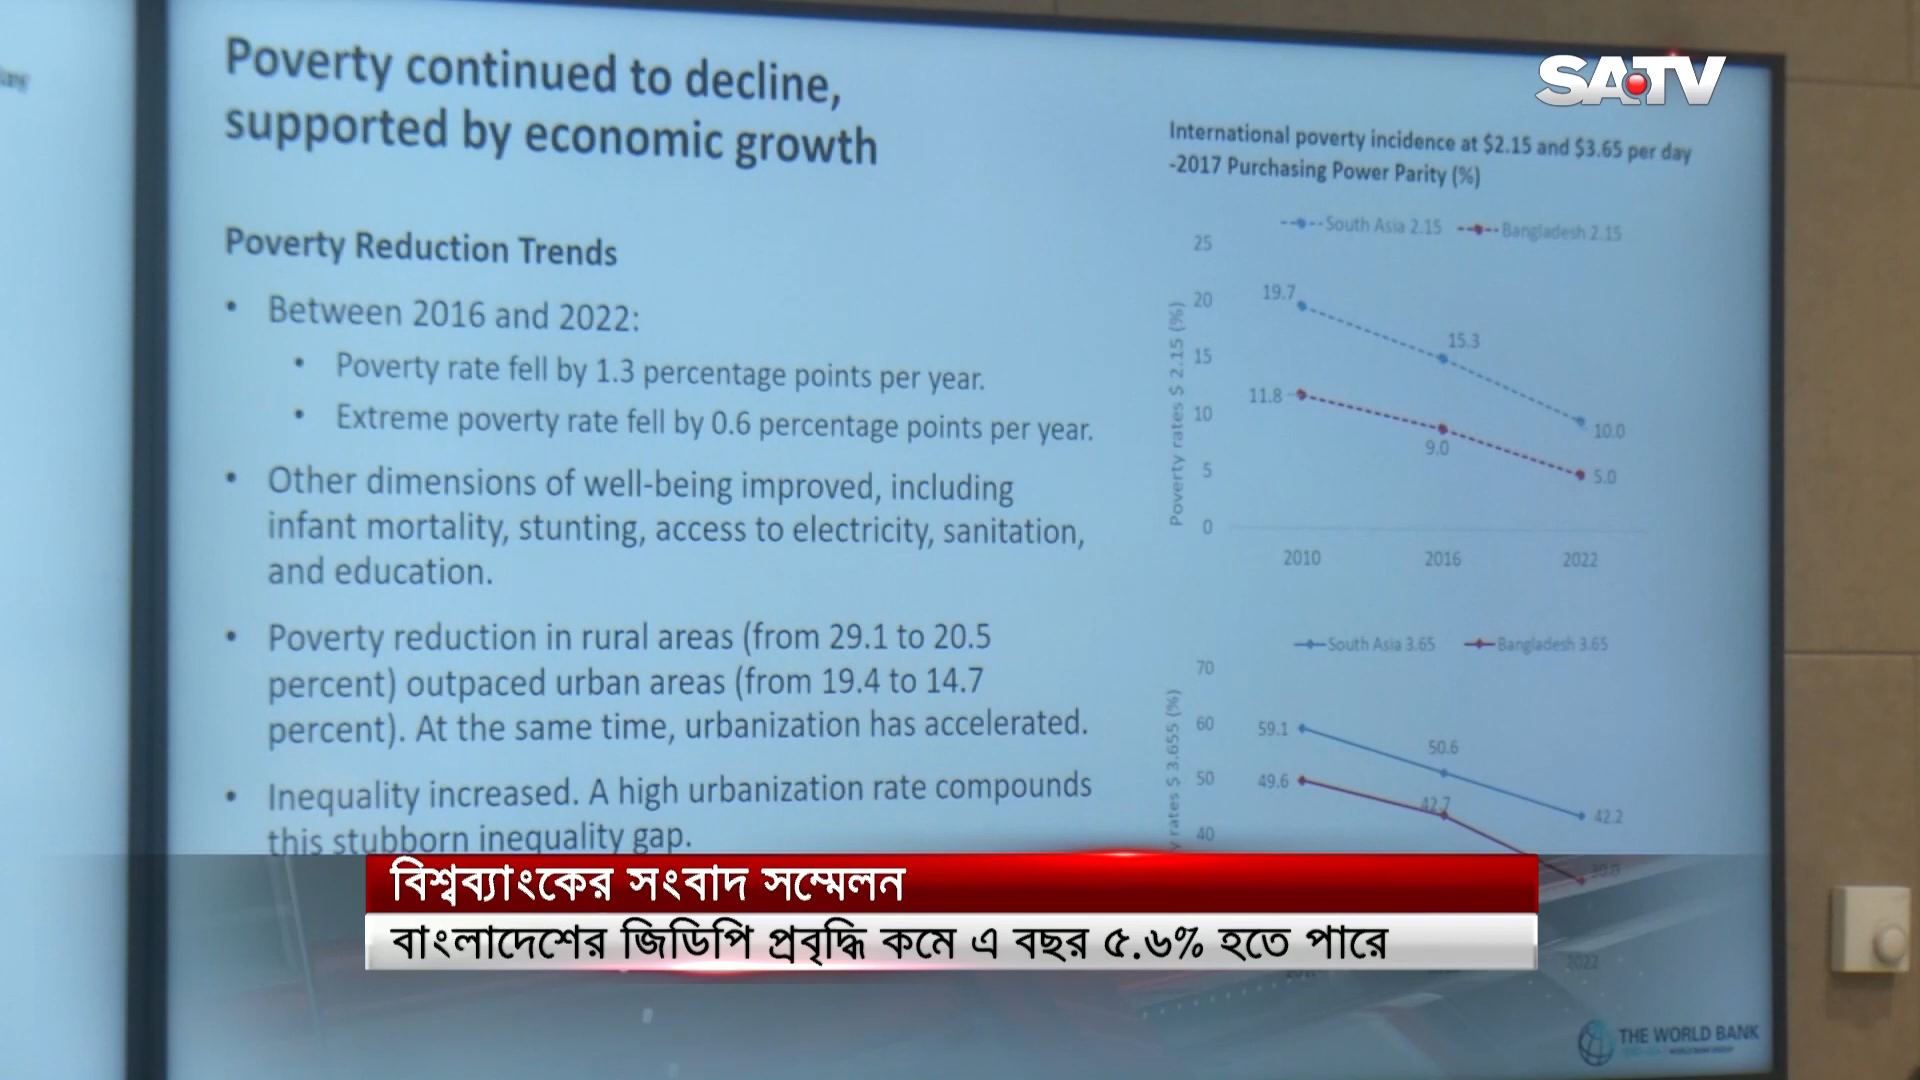 Poverty continued to decline,
supported by economic growth
Poverty Reduction Trends
• Between 2016 and 2022:
• Poverty rate fell by 1.3 percentage points per year.
• Extreme poverty rate fell by 0.6 percentage points per year.
• Other dimensions of well-being improved, including
infant mortality, stunting, access to electricity, sanitation,
and education.
• Poverty reduction in rural areas (from 29.1 to 20.5
percent) outpaced urban areas (from 19.4 to 14.7
percent). At the same time, urbanization has accelerated.
• Inequality increased. A high urbanization rate compounds
this stubborn inequality gap.
SATV
International poverty incidence at $2.15 and $3.65 per day
-2017 Purchasing Power Parity (%)
South Asia 2.15 Bangladesh 2.15
Poverty rates $ 2.15 (%)
25
20
15
10
5
0
19.7
15.3
10.0
11.8
9.0
5.0
2010 2016 2022
South Asia 3.65 Bangladesh 3.65
rates $ 3.655 (%)
70
60
50
40
59.1
50.6
42.2
49.6
42.7
2022
বিশ্বব্যাংকের সংবাদ সম্মেলন
বাংলাদেশের জিডিপি প্রবৃদ্ধি কমে এ বছর ৫.৬% হতে পারে
THE WORLD BANK